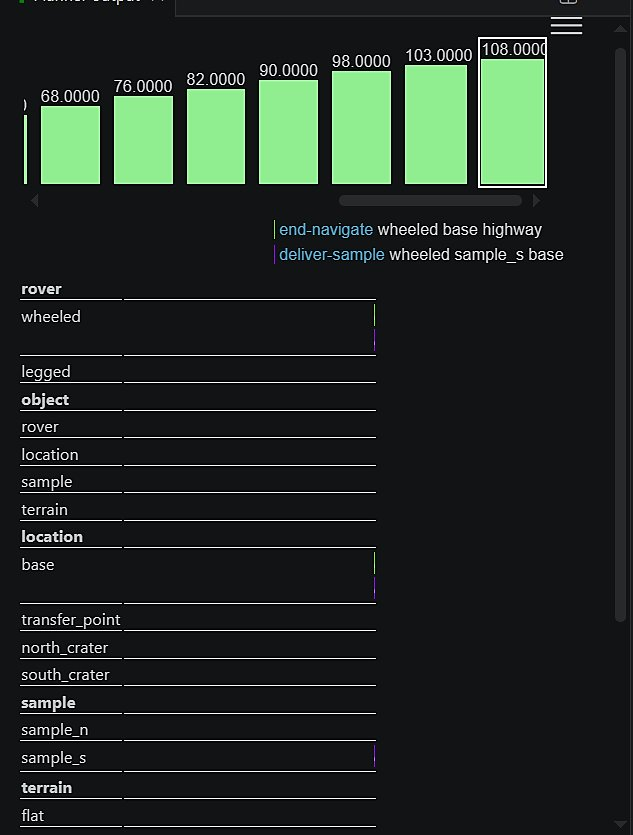 Planner output
68.0000 76.0000 82.0000 90.0000 98.0000 103.0000 108.0000
end-navigate wheeled base highway
deliver-sample wheeled sample_s base
rover
wheeled
legged
object
rover
location
sample
terrain
location
base
transfer_point
north_crater
south_crater
sample
sample_n
sample_s
terrain
flat